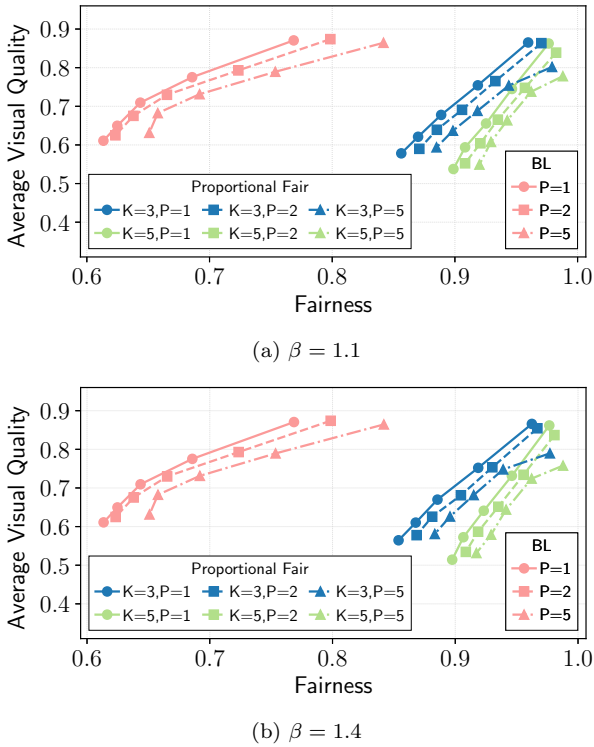 0.9
0.8
0.7
0.6
0.5
0.4
Average Visual Quality
Proportional Fair
K=3,P=1 K=3,P=2 K=3,P=5
K=5,P=1 K=5,P=2 K=5,P=5
BL
P=1
P=2
P=5
0.6 0.7 0.8 0.9 1.0
Fairness
(a) β = 1.1
0.9
0.8
0.7
0.6
0.5
0.4
Average Visual Quality
Proportional Fair
K=3,P=1 K=3,P=2 K=3,P=5
K=5,P=1 K=5,P=2 K=5,P=5
BL
P=1
P=2
P=5
0.6 0.7 0.8 0.9 1.0
Fairness
(b) β = 1.4